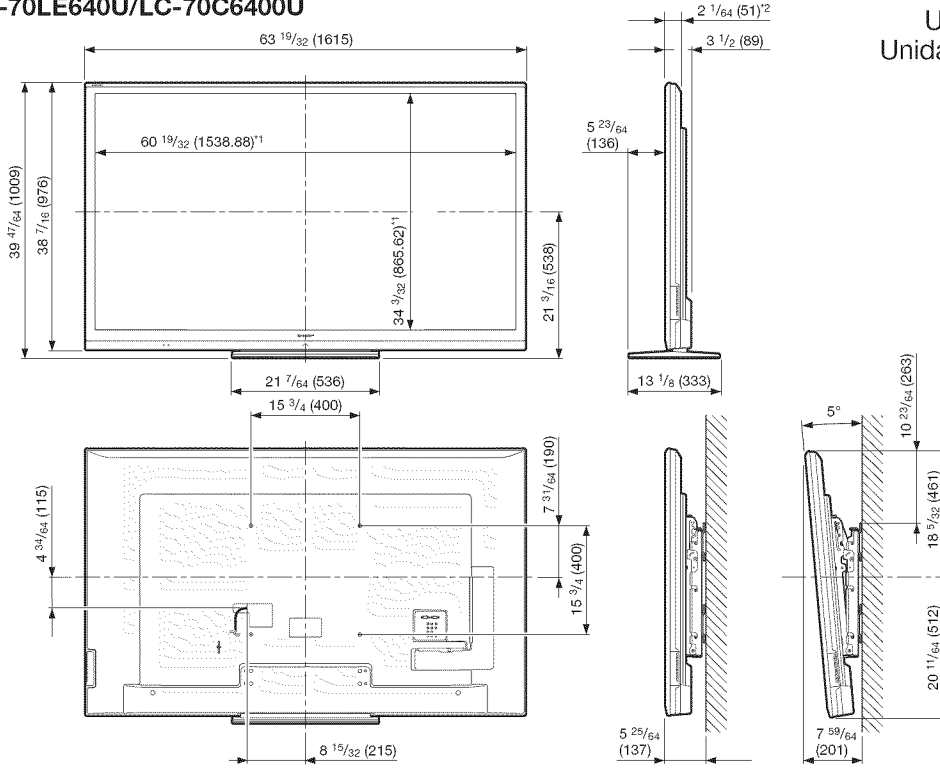 -70LE640U/LC-70C6400U
U
Unida
63 19/32 (1615)
2 1/64 (51)*2
3 1/2 (89)
5 23/64
(136)
60 19/32 (1538.88)*1
39 47/64 (1009)
38 7/16 (976)
34 3/32 (865.62)*1
21 3/16 (538)
21 7/64 (536)
13 1/8 (333)
15 3/4 (400)
5°
10 23/64 (263)
7 31/64 (190)
4 34/64 (115)
15 3/4 (400)
18 5/32 (461)
20 11/64 (512)
8 15/32 (215)
5 25/64
(137)
7 59/64
(201)